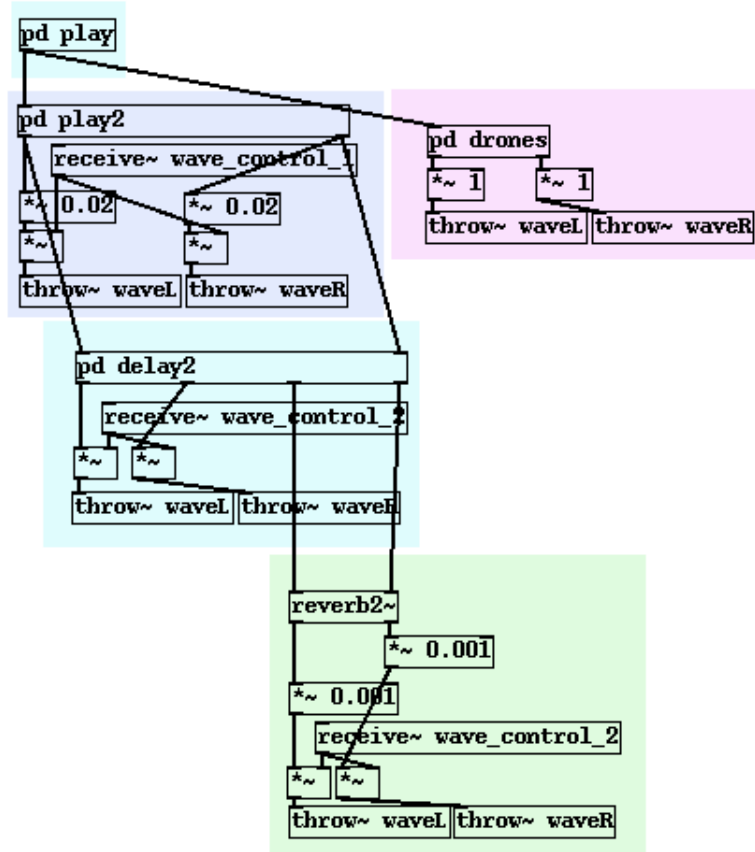 pd play
pd play2
receive~ wave_control_1
*~ 0.02
*~ 0.02
*~
*~
throw~ waveL
throw~ waveR
pd drones
*~ 1
*~ 1
throw~ waveL
throw~ waveR
pd delay2
receive~ wave_control_2
*~
*~
throw~ waveL
throw~ waveR
reverb2~
*~ 0.001
*~ 0.001
receive~ wave_control_2
*~
*~
throw~ waveL
throw~ waveR